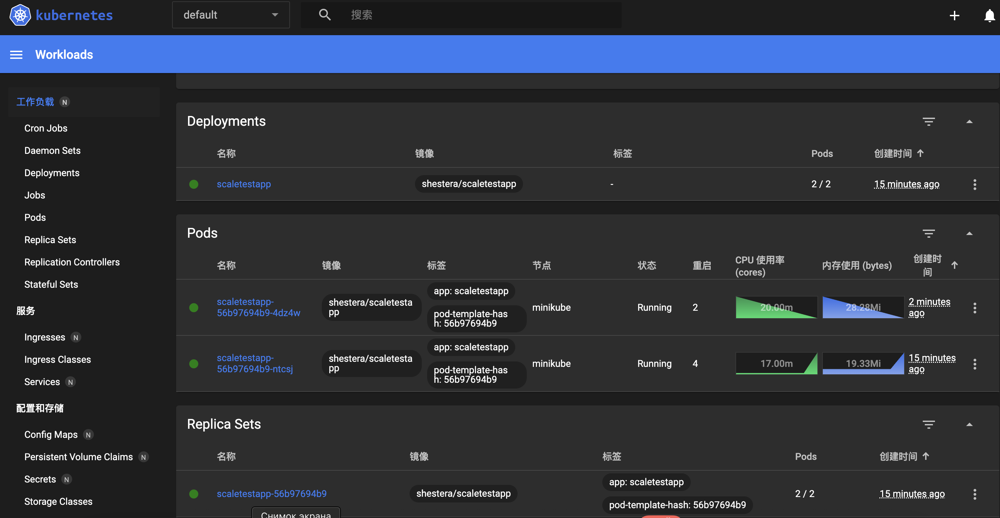 kubernetes
default
搜索
Workloads
工作负载 N
Cron Jobs
Daemon Sets
Deployments
Jobs
Pods
Replica Sets
Replication Controllers
Stateful Sets
服务
Ingresses N
Ingress Classes
Services N
配置和存储
Config Maps N
Persistent Volume Claims N
Secrets N
Storage Classes
Deployments
名称 镜像 标签 Pods 创建时间
scaletestapp shestera/scaletestapp - 2 / 2 15 minutes ago
Pods
名称 镜像 标签 节点 状态 重启 CPU 使用率 (cores) 内存使用 (bytes) 创建时间
scaletestapp-
56b97694b9-4dz4w
shestera/scaletesta
pp
app: scaletestapp
pod-template-has
h: 56b97694b9
minikube
Running
2
20.00m
28.28Mi
2 minutes
ago
scaletestapp-
56b97694b9-ntcsj
shestera/scaletesta
pp
app: scaletestapp
pod-template-has
h: 56b97694b9
minikube
Running
4
17.00m
19.33Mi
15 minutes
ago
Replica Sets
名称 镜像 标签 Pods 创建时间
scaletestapp-56b97694b9
shestera/scaletestapp
app: scaletestapp
pod-template-hash: 56b97694b9
2 / 2
15 minutes ago
Снимок экрана